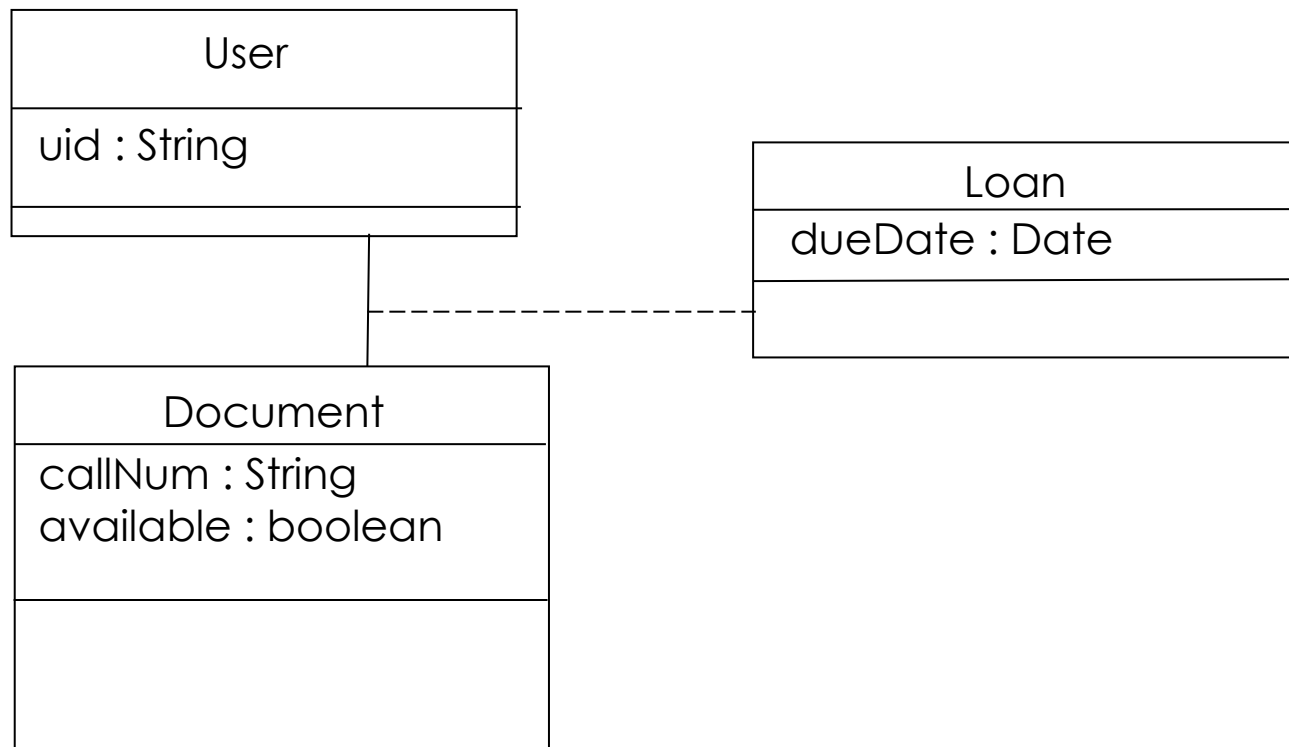 User
uid : String
Loan
dueDate : Date
Document
callNum : String
available : boolean